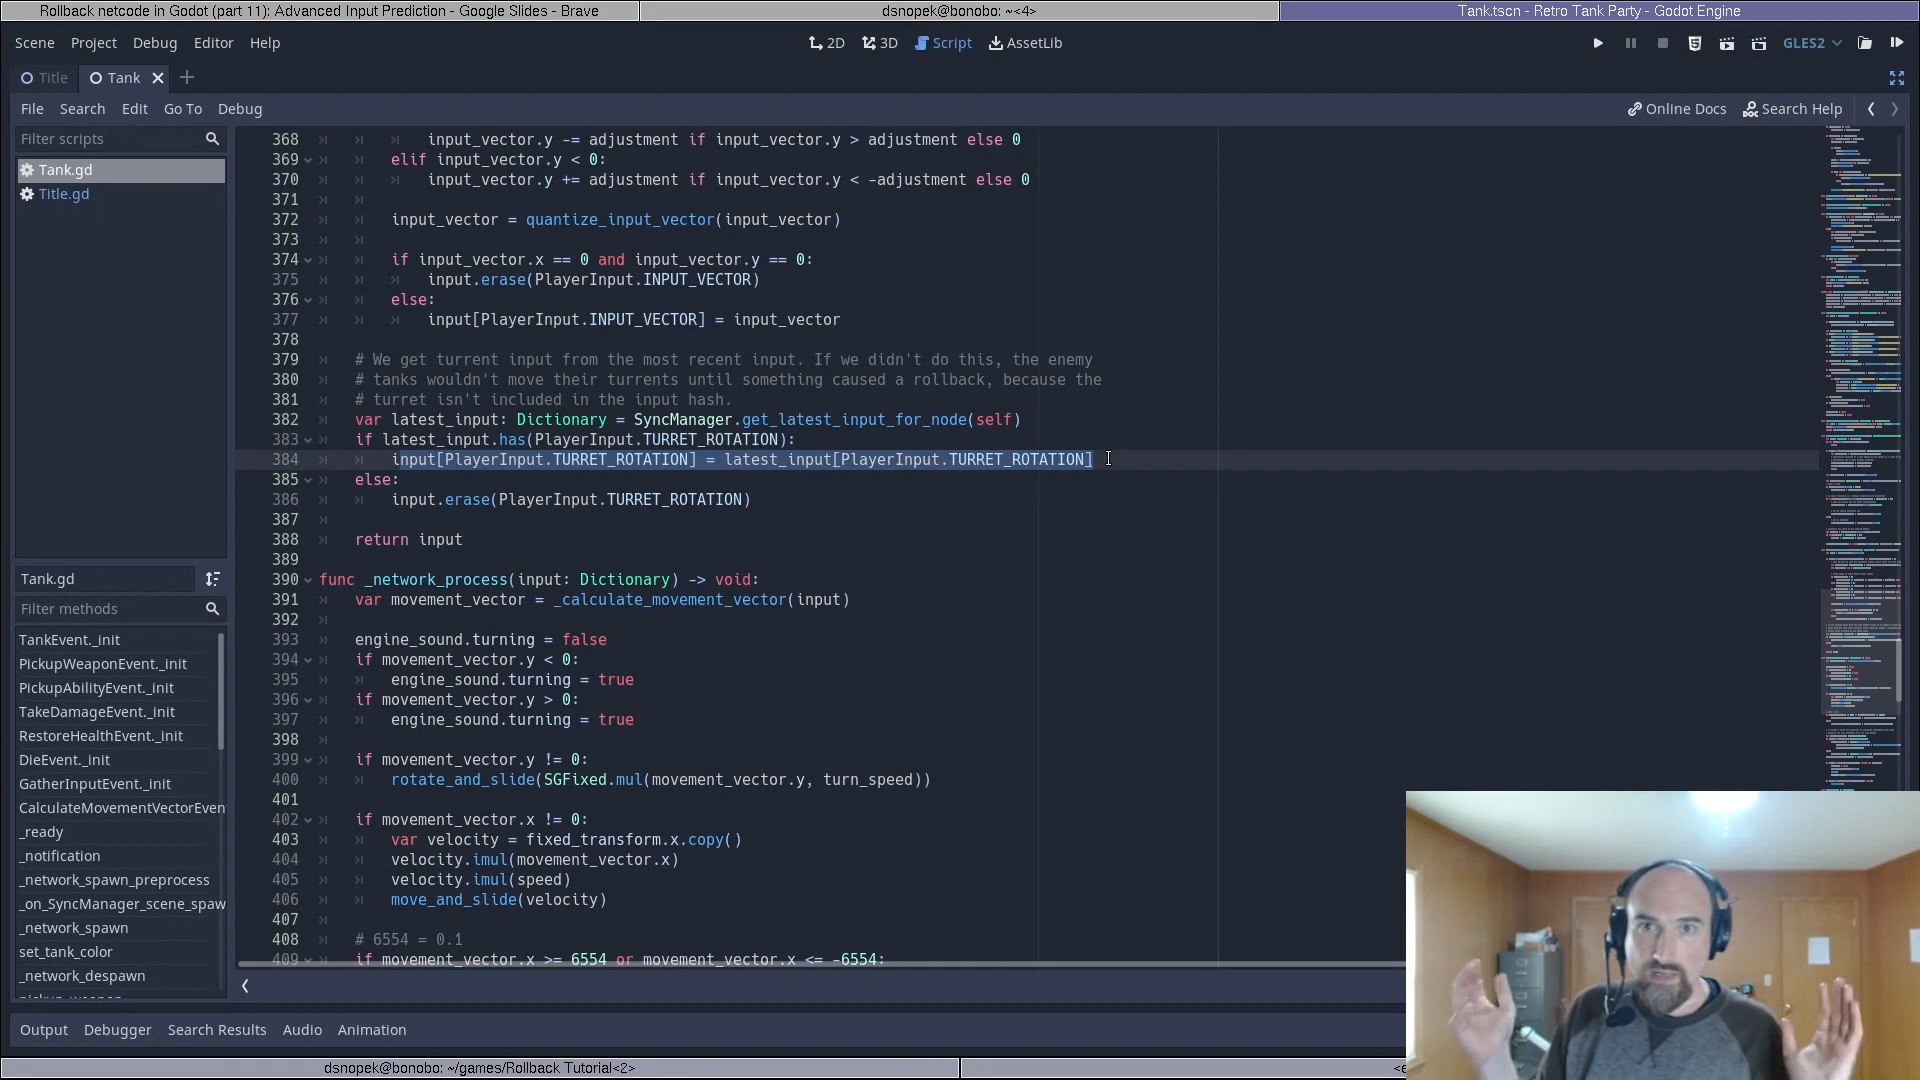 Rollback netcode in Godot (part 11): Advanced Input Prediction - Google Slides - Brave
dsnopek@bonobo: ~<4>
Tank.tscn - Retro Tank Party - Godot Engine
Scene Project Debug Editor Help
2D 3D Script AssetLib
GLES2
Title Tank
File Search Edit Go To Debug
Online Docs Search Help
Filter scripts
Tank.gd
Title.gd
Tank.gd
Filter methods
TankEvent._init
PickupWeaponEvent._init
PickupAbilityEvent._init
TakeDamageEvent._init
RestoreHealthEvent._init
DieEvent._init
GatherInputEvent._init
CalculateMovementVectorEven
_ready
_notification
_network_spawn_preprocess
_on_SyncManager_scene_spaw
_network_spawn
set_tank_color
_network_despawn
368 input_vector.y -= adjustment if input_vector.y > adjustment else 0
369 elif input_vector.y < 0:
370 input_vector.y += adjustment if input_vector.y < -adjustment else 0
371
372 input_vector = quantize_input_vector(input_vector)
373
374 if input_vector.x == 0 and input_vector.y == 0:
375 input.erase(PlayerInput.INPUT_VECTOR)
376 else:
377 input[PlayerInput.INPUT_VECTOR] = input_vector
378
379 # We get turrent input from the most recent input. If we didn't do this, the enemy
380 # tanks wouldn't move their turrents until something caused a rollback, because the
381 # turret isn't included in the input hash.
382 var latest_input: Dictionary = SyncManager.get_latest_input_for_node(self)
383 if latest_input.has(PlayerInput.TURRET_ROTATION):
384 input[PlayerInput.TURRET_ROTATION] = latest_input[PlayerInput.TURRET_ROTATION]
385 else:
386 input.erase(PlayerInput.TURRET_ROTATION)
387
388 return input
389
390 func _network_process(input: Dictionary) -> void:
391 var movement_vector = _calculate_movement_vector(input)
392
393 engine_sound.turning = false
394 if movement_vector.y < 0:
395 engine_sound.turning = true
396 if movement_vector.y > 0:
397 engine_sound.turning = true
398
399 if movement_vector.y != 0:
400 rotate_and_slide(SGFixed.mul(movement_vector.y, turn_speed))
401
402 if movement_vector.x != 0:
403 var velocity = fixed_transform.x.copy()
404 velocity.imul(movement_vector.x)
405 velocity.imul(speed)
406 move_and_slide(velocity)
407
408 # 6554 = 0.1
409 if movement_vector.x >= 6554 or movement_vector.x <= -6554:
Output Debugger Search Results Audio Animation
dsnopek@bonobo: ~/games/Rollback Tutorial<2>